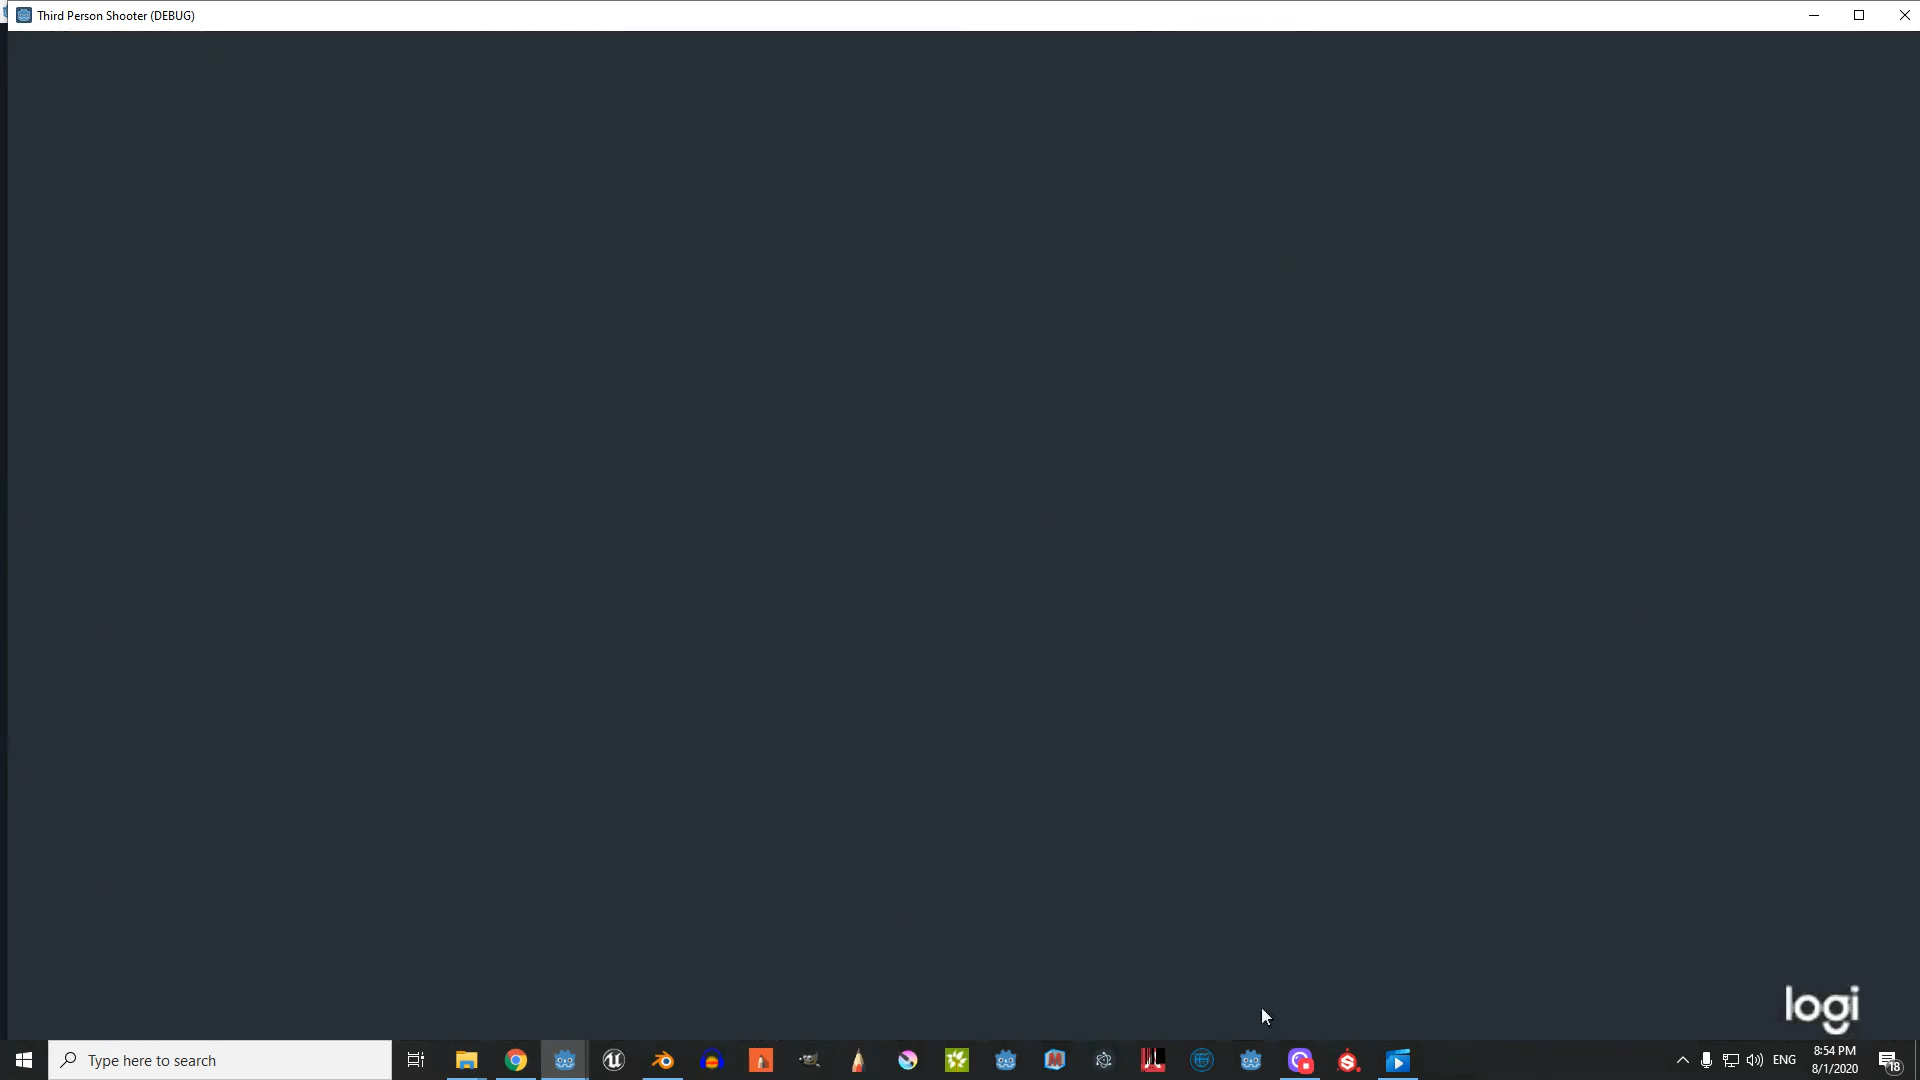 Third Person Shooter (DEBUG)
logi
Type here to search
ENG
8:54 PM
8/1/2020
18